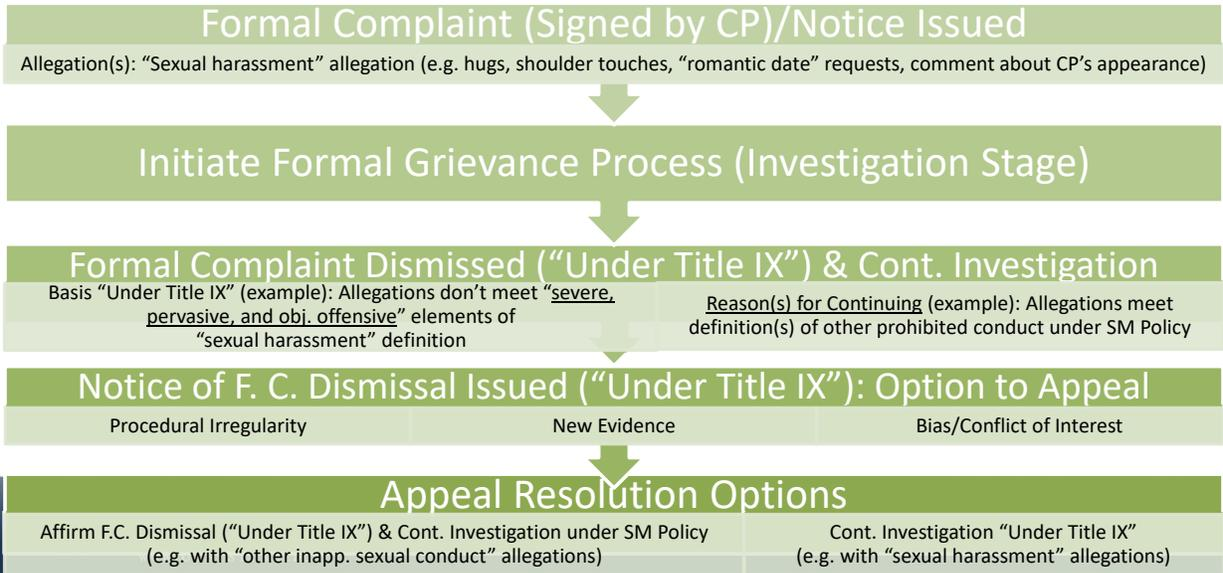 Formal Complaint (Signed by CP)/Notice Issued
Allegation(s): “Sexual harassment” allegation (e.g. hugs, shoulder touches, “romantic date” requests, comment about CP’s appearance)
Initiate Formal Grievance Process (Investigation Stage)
Formal Complaint Dismissed (“Under Title IX”) & Cont. Investigation
Basis “Under Title IX” (example): Allegations don’t meet “severe,
pervasive, and obj. offensive” elements of
“sexual harassment” definition
Reason(s) for Continuing (example): Allegations meet
definition(s) of other prohibited conduct under SM Policy
Notice of F. C. Dismissal Issued (“Under Title IX”): Option to Appeal
Procedural Irregularity
New Evidence
Bias/Conflict of Interest
Appeal Resolution Options
Affirm F.C. Dismissal (“Under Title IX”) & Cont. Investigation under SM Policy
(e.g. with “other inapp. sexual conduct” allegations)
Cont. Investigation “Under Title IX”
(e.g. with “sexual harassment” allegations)